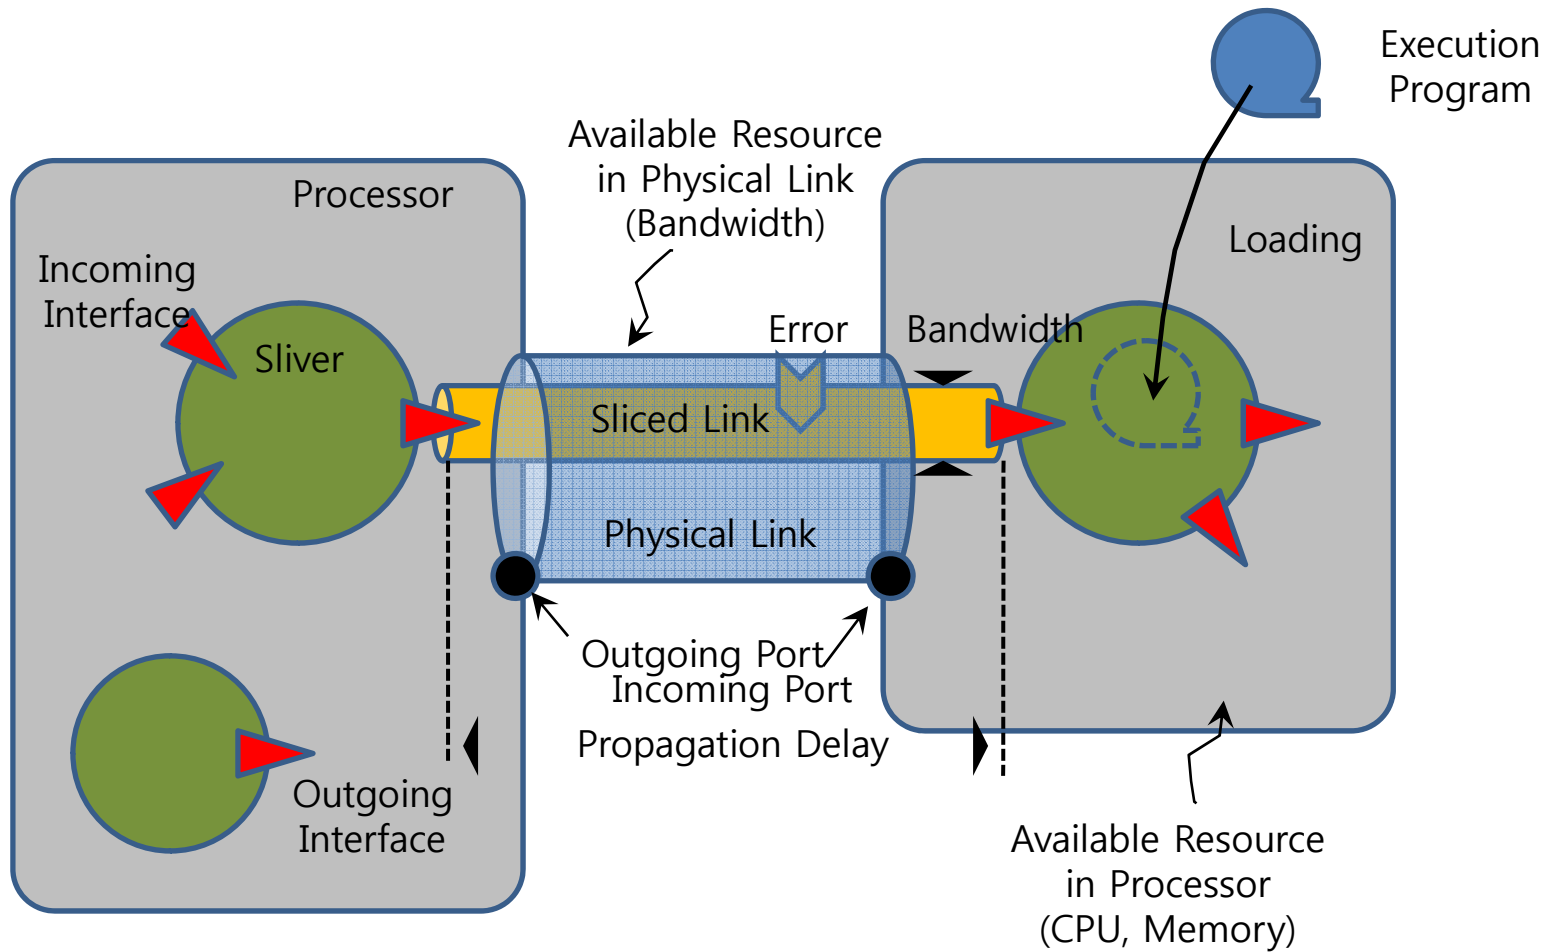 Execution
Program
Available Resource
in Physical Link
(Bandwidth)
Processor
Loading
Incoming
Interface
Sliver
Error
Bandwidth
Sliced Link
Physical Link
Outgoing Port
Incoming Port
Propagation Delay
Outgoing
Interface
Available Resource
in Processor
(CPU, Memory)